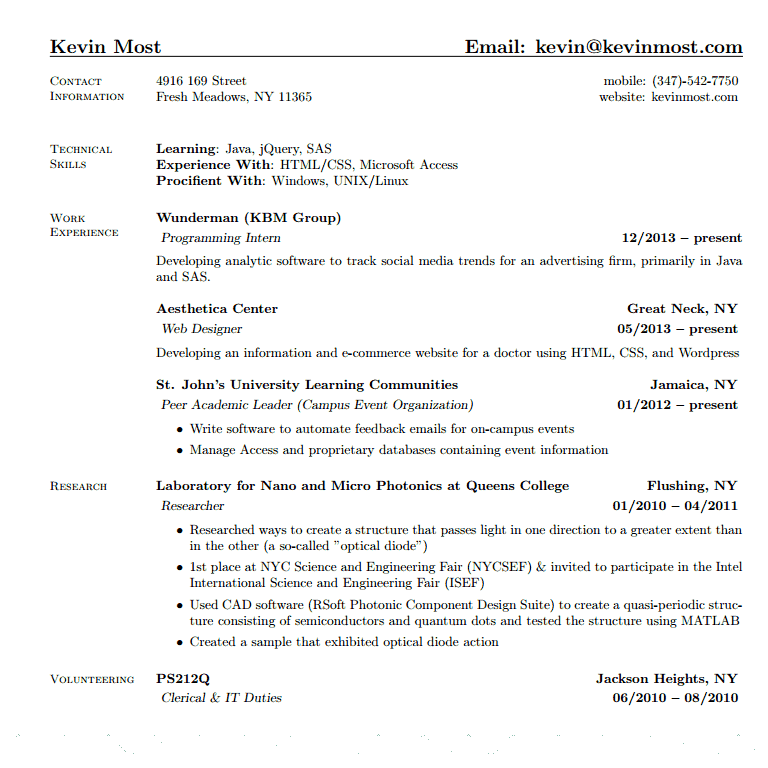 Kevin Most Email: kevin@kevinmost.com
Contact Information
4916 169 Street
Fresh Meadows, NY 11365
mobile: (347)-542-7750
website: kevinmost.com
Technical Skills
Learning: Java, jQuery, SAS
Experience With: HTML/CSS, Microsoft Access
Procifient With: Windows, UNIX/Linux
Work Experience
Wunderman (KBM Group)
Programming Intern 12/2013 – present
Developing analytic software to track social media trends for an advertising firm, primarily in Java
and SAS.
Aesthetica Center Great Neck, NY
Web Designer 05/2013 – present
Developing an information and e-commerce website for a doctor using HTML, CSS, and Wordpress
St. John's University Learning Communities Jamaica, NY
Peer Academic Leader (Campus Event Organization) 01/2012 – present
• Write software to automate feedback emails for on-campus events
• Manage Access and proprietary databases containing event information
Research
Laboratory for Nano and Micro Photonics at Queens College Flushing, NY
Researcher 01/2010 – 04/2011
• Researched ways to create a structure that passes light in one direction to a greater extent than
in the other (a so-called "optical diode")
• 1st place at NYC Science and Engineering Fair (NYCSEF) & invited to participate in the Intel
International Science and Engineering Fair (ISEF)
• Used CAD software (RSoft Photonic Component Design Suite) to create a quasi-periodic struc-
ture consisting of semiconductors and quantum dots and tested the structure using MATLAB
• Created a sample that exhibited optical diode action
Volunteering
PS212Q Jackson Heights, NY
Clerical & IT Duties 06/2010 – 08/2010